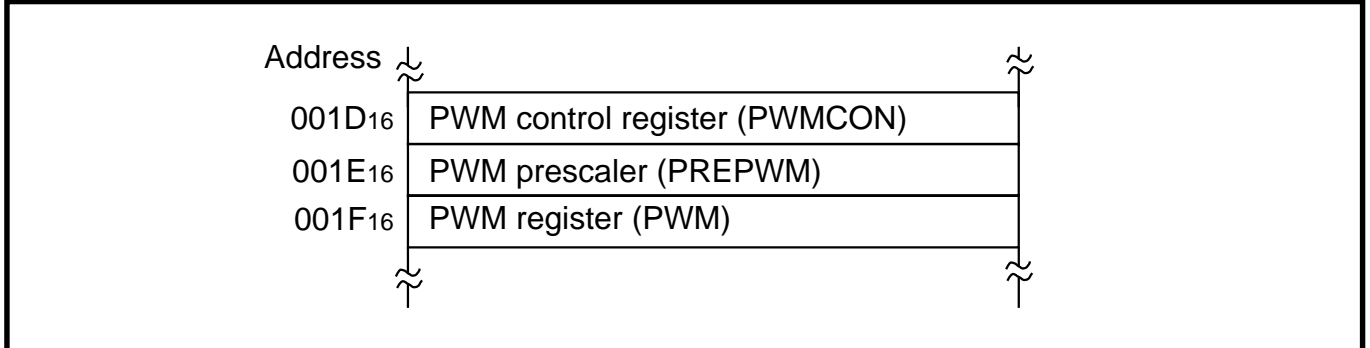 Address
001D16 PWM control register (PWMCON)
001E16 PWM prescaler (PREPWM)
001F16 PWM register (PWM)